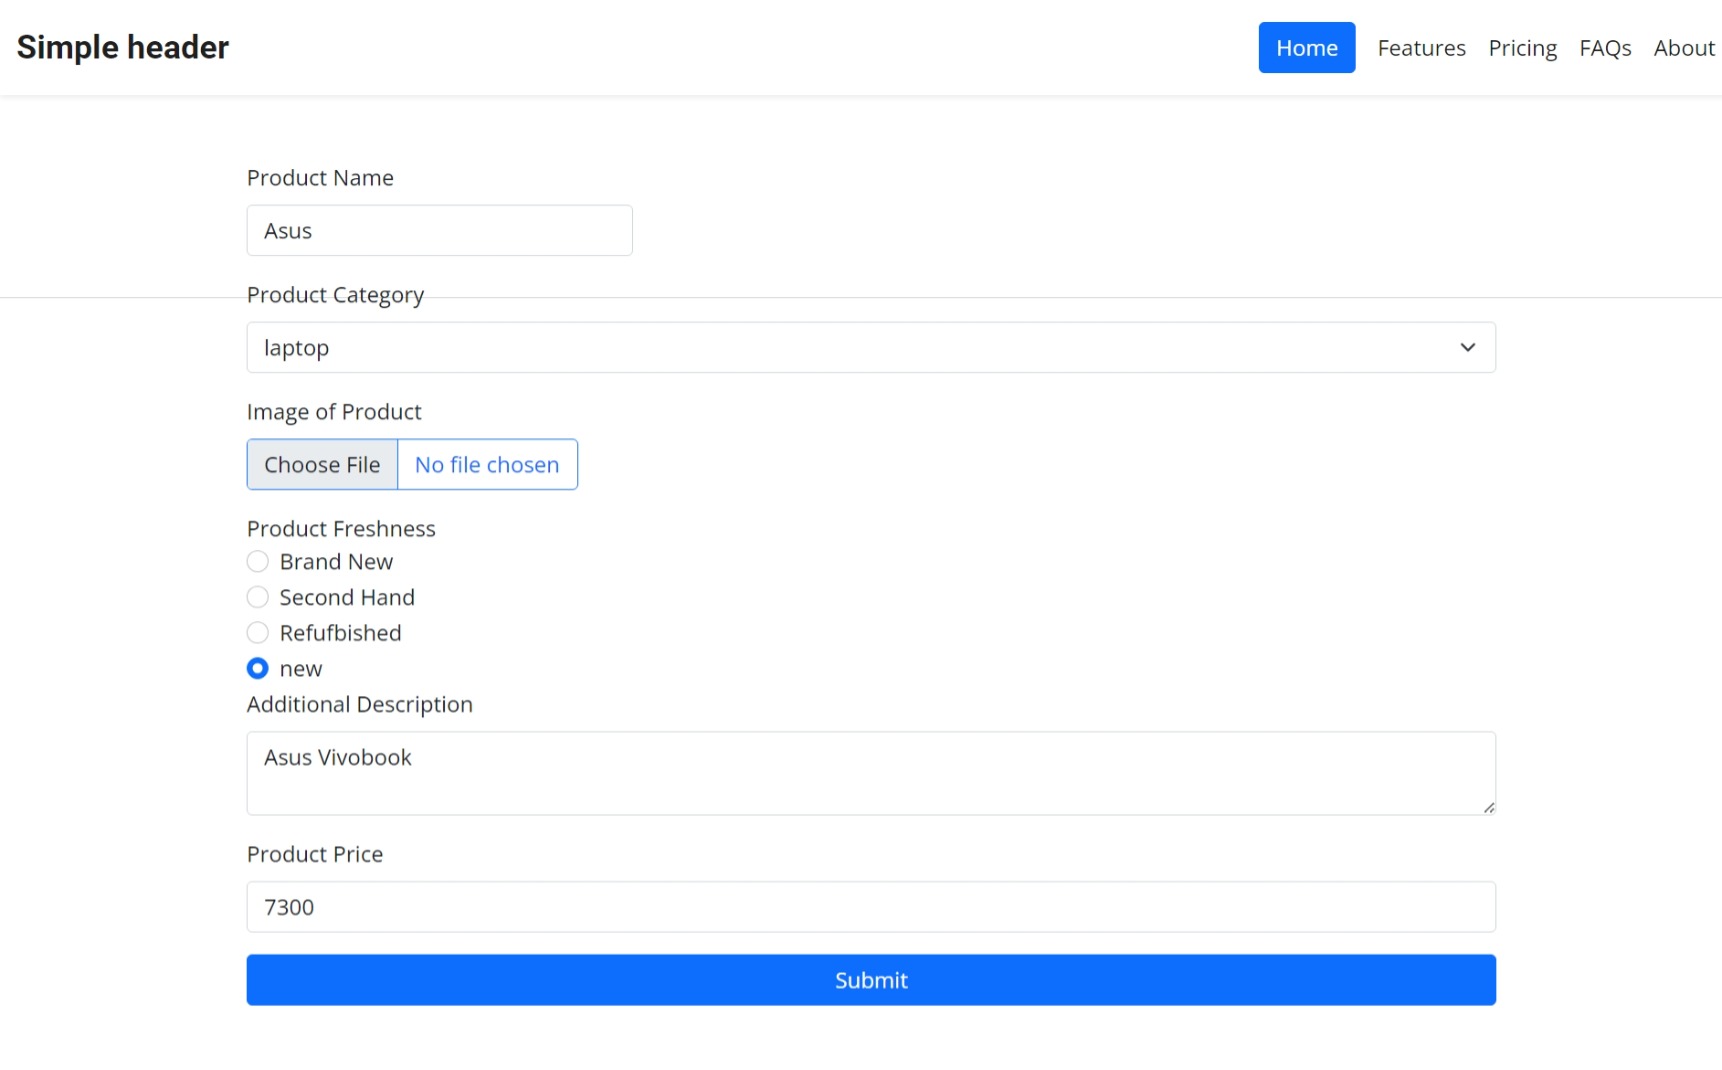 Simple header
Home Features Pricing FAQs About
Product Name
Asus
Product Category
laptop
Image of Product
Choose File No file chosen
Product Freshness
Brand New
Second Hand
Refufbished
new
Additional Description
Asus Vivobook
Product Price
7300
Submit